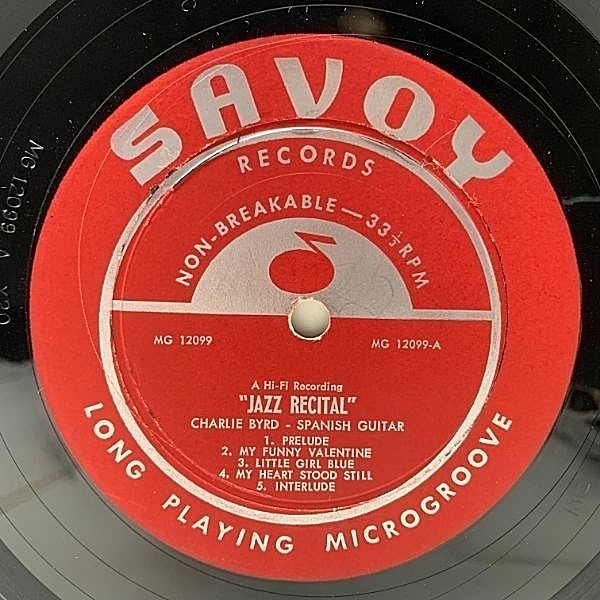 SAVOY
RECORDS
NON-BREAKABLE — 33 1/3 RPM
MG 12099
MG 12099-A
A Hi-Fi Recording
"JAZZ RECITAL"
CHARLIE BYRD - SPANISH GUITAR
1. PRELUDE
2. MY FUNNY VALENTINE
3. LITTLE GIRL BLUE
4. MY HEART STOOD STILL
5. INTERLUDE
LONG PLAYING MICROGROOVE
MG 12099 A